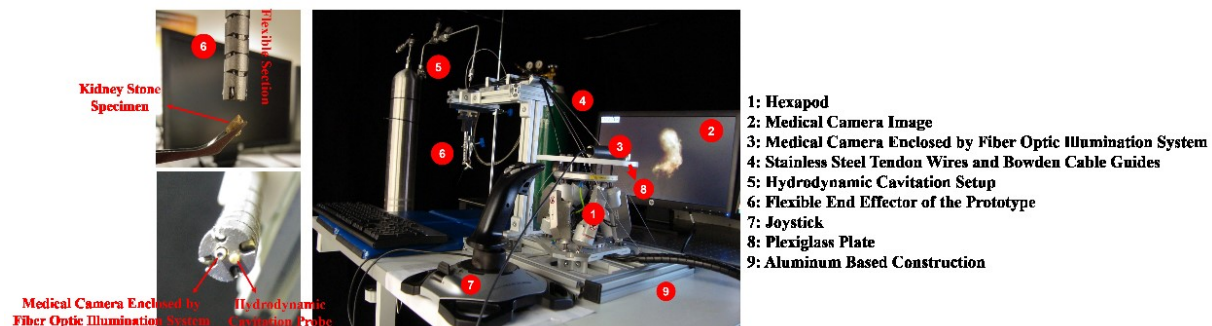 6
Flexible Section
Kidney Stone
Specimen
Medical Camera Enclosed by
Fiber Optic Illumination System
Hydrodynamic
Cavitation Probe
5
4
2
3
6
8
1
7
9
1: Hexapod
2: Medical Camera Image
3: Medical Camera Enclosed by Fiber Optic Illumination System
4: Stainless Steel Tendon Wires and Bowden Cable Guides
5: Hydrodynamic Cavitation Setup
6: Flexible End Effector of the Prototype
7: Joystick
8: Plexiglass Plate
9: Aluminum Based Construction